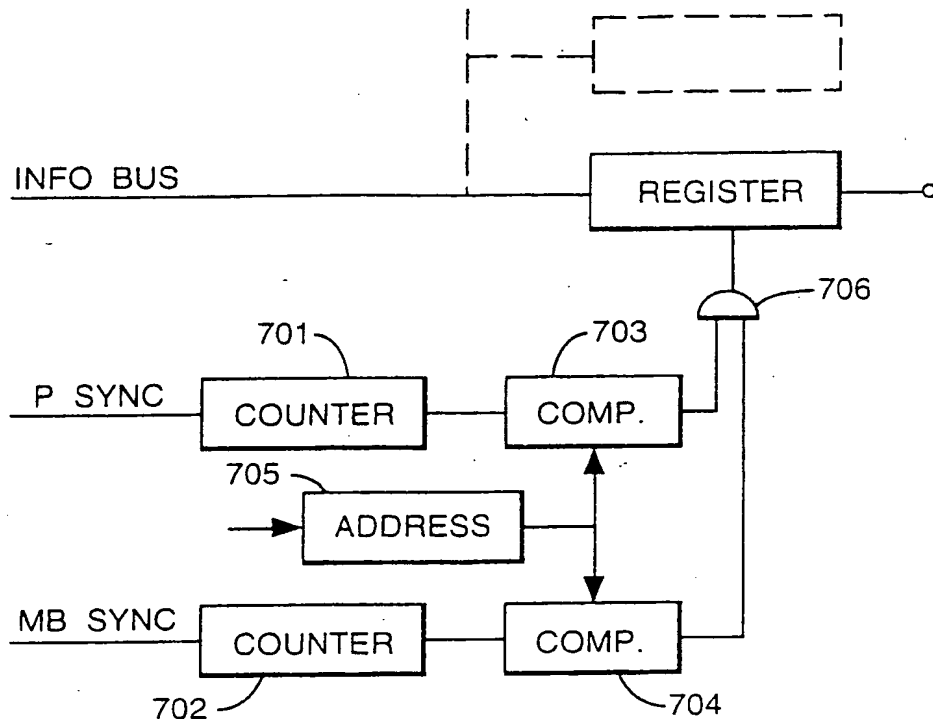 INFO BUS
REGISTER
706
701
703
P SYNC
COUNTER
COMP.
705
ADDRESS
MB SYNC
COUNTER
COMP.
702
704